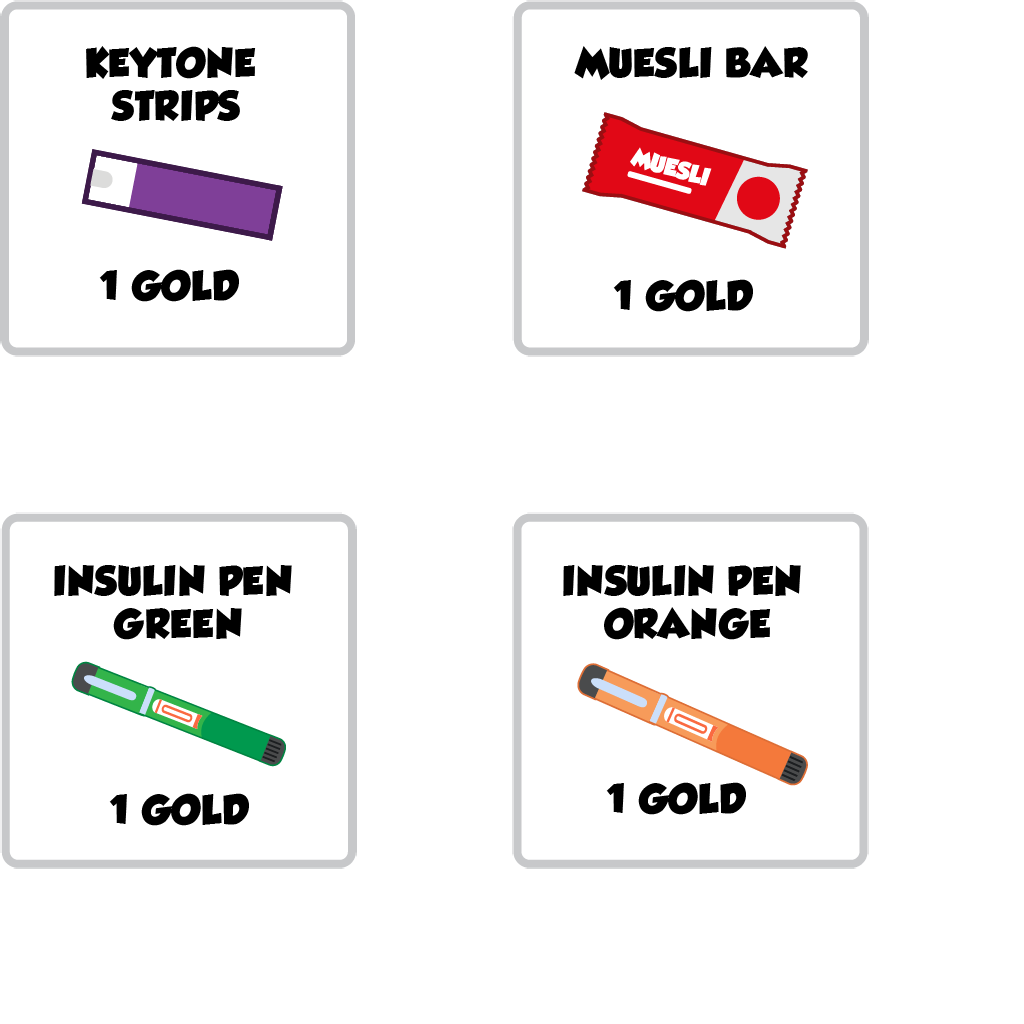 KEYTONE
STRIPS
1 GOLD
MUESLI BAR
MUESLI
1 GOLD
INSULIN PEN
GREEN
1 GOLD
INSULIN PEN
ORANGE
1 GOLD